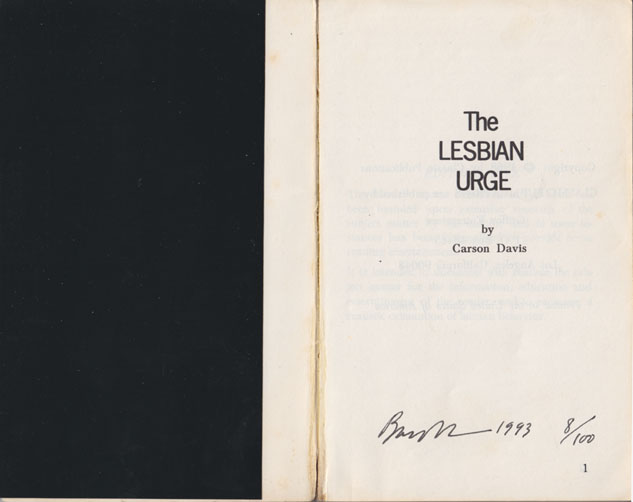 The
LESBIAN
URGE
by
Carson Davis
1993 8/100
1